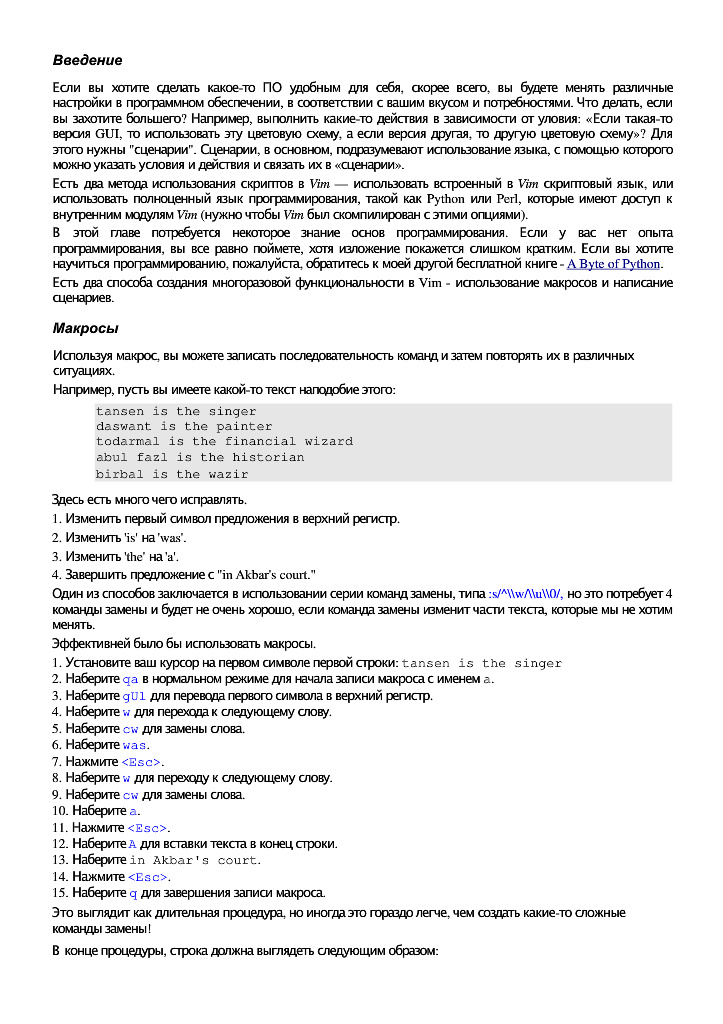 Введение
Если вы хотите сделать какое-то ПО удобным для себя, скорее всего, вы будете менять различные
настройки в программном обеспечении, в соответствии с вашим вкусом и потребностями. Что делать, если
вы захотите большего? Например, выполнить какие-то действия в зависимости от уловия: «Если такая-то
версия GUI, то использовать эту цветовую схему, а если версия другая, то другую цветовую схему»? Для
этого нужны "сценарии". Сценарии, в основном, подразумевают использование языка, с помощью которого
можно указать условия и действия и связать их в «сценарии».
Есть два метода использования скриптов в Vim — использовать встроенный в Vim скриптовый язык, или
использовать полноценный язык программирования, такой как Python или Perl, которые имеют доступ к
внутренним модулям Vim (нужно чтобы Vim был скомпилирован с этими опциями).
В этой главе потребуется некоторое знание основ программирования. Если у вас нет опыта
программирования, вы все равно поймете, хотя изложение покажется слишком кратким. Если вы хотите
научиться программированию, пожалуйста, обратитесь к моей другой бесплатной книге - A Byte of Python.
Есть два способа создания многоразовой функциональности в Vim - использование макросов и написание
сценариев.
Макросы
Используя макрос, вы можете записать последовательность команд и затем повторять их в различных
ситуациях.
Например, пусть вы имеете какой-то текст наподобие этого:
tansen is the singer
daswant is the painter
todarmal is the financial wizard
abul fazl is the historian
birbal is the wazir
Здесь есть много чего исправлять.
1. Изменить первый символ предложения в верхний регистр.
2. Изменить 'is' на 'was'.
3. Изменить 'the' на 'a'.
4. Завершить предложение с "in Akbar's court."
Один из способов заключается в использовании серии команд замены, типа :s/^\\w/\\u\\0/, но это потребует 4
команды замены и будет не очень хорошо, если команда замены изменит части текста, которые мы не хотим
менять.
Эффективней было бы использовать макросы.
1. Установите ваш курсор на первом символе первой строки: tansen is the singer
2. Наберите qa в нормальном режиме для начала записи макроса с именем a.
3. Наберите gUl для перевода первого символа в верхний регистр.
4. Наберите w для перехода к следующему слову.
5. Наберите cw для замены слова.
6. Наберите was.
7. Нажмите <Esc>.
8. Наберите w для переходу к следующему слову.
9. Наберите cw для замены слова.
10. Наберите a.
11. Нажмите <Esc>.
12. Наберите A для вставки текста в конец строки.
13. Наберите in Akbar's court.
14. Нажмите <Esc>.
15. Наберите q для завершения записи макроса.
Это выглядит как длительная процедура, но иногда это гораздо легче, чем создать какие-то сложные
команды замены!
В конце процедуры, строка должна выглядеть следующим образом: